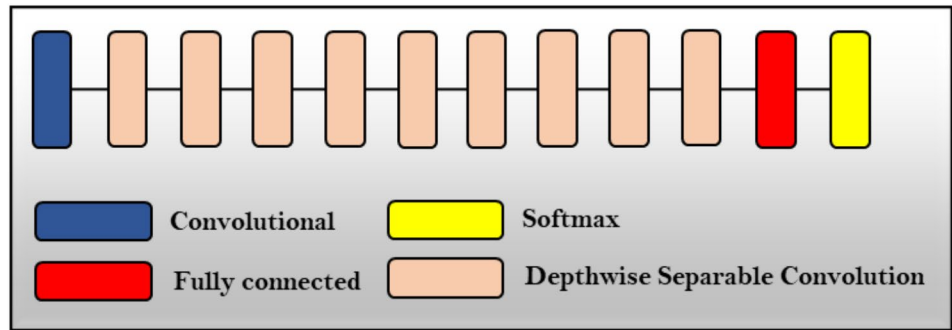 Convolutional
Softmax
Fully connected
Depthwise Separable Convolution